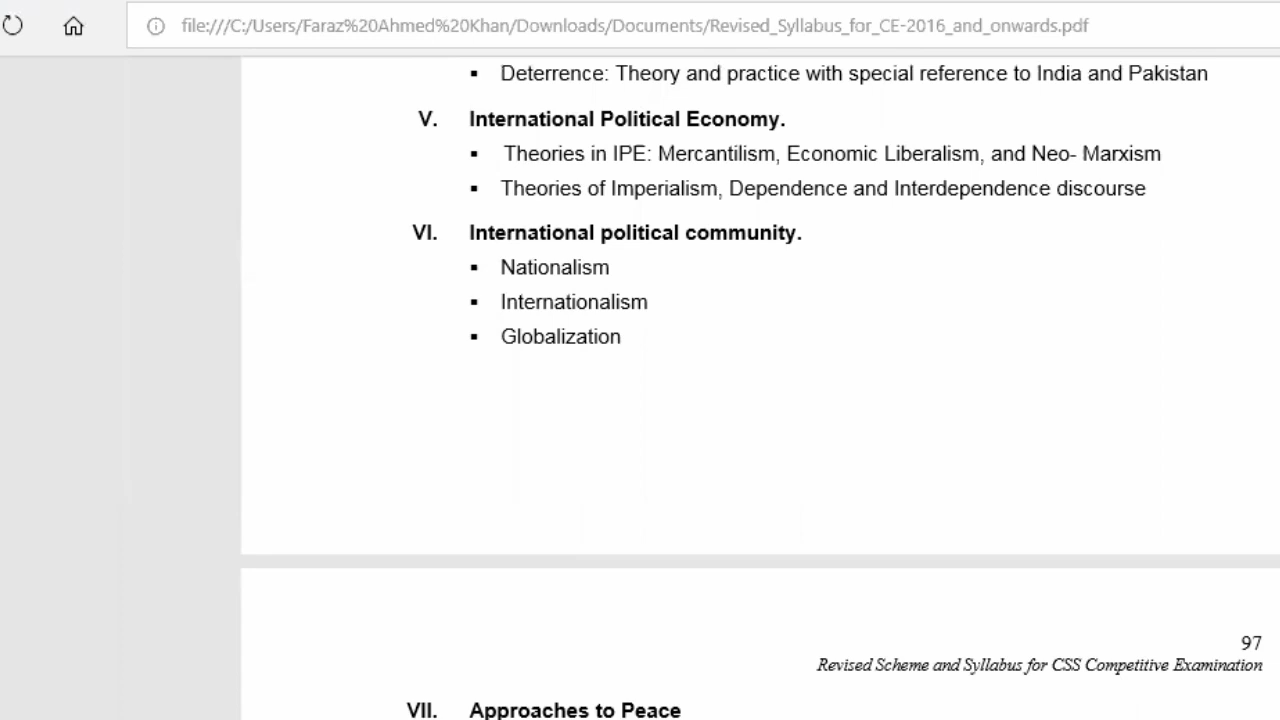 file:///C:/Users/Faraz%20Ahmed%20Khan/Downloads/Documents/Revised_Syllabus_for_CE-2016_and_onwards.pdf
▪ Deterrence: Theory and practice with special reference to India and Pakistan
V. International Political Economy.
▪ Theories in IPE: Mercantilism, Economic Liberalism, and Neo- Marxism
▪ Theories of Imperialism, Dependence and Interdependence discourse
VI. International political community.
▪ Nationalism
▪ Internationalism
▪ Globalization
97
Revised Scheme and Syllabus for CSS Competitive Examination
VII. Approaches to Peace